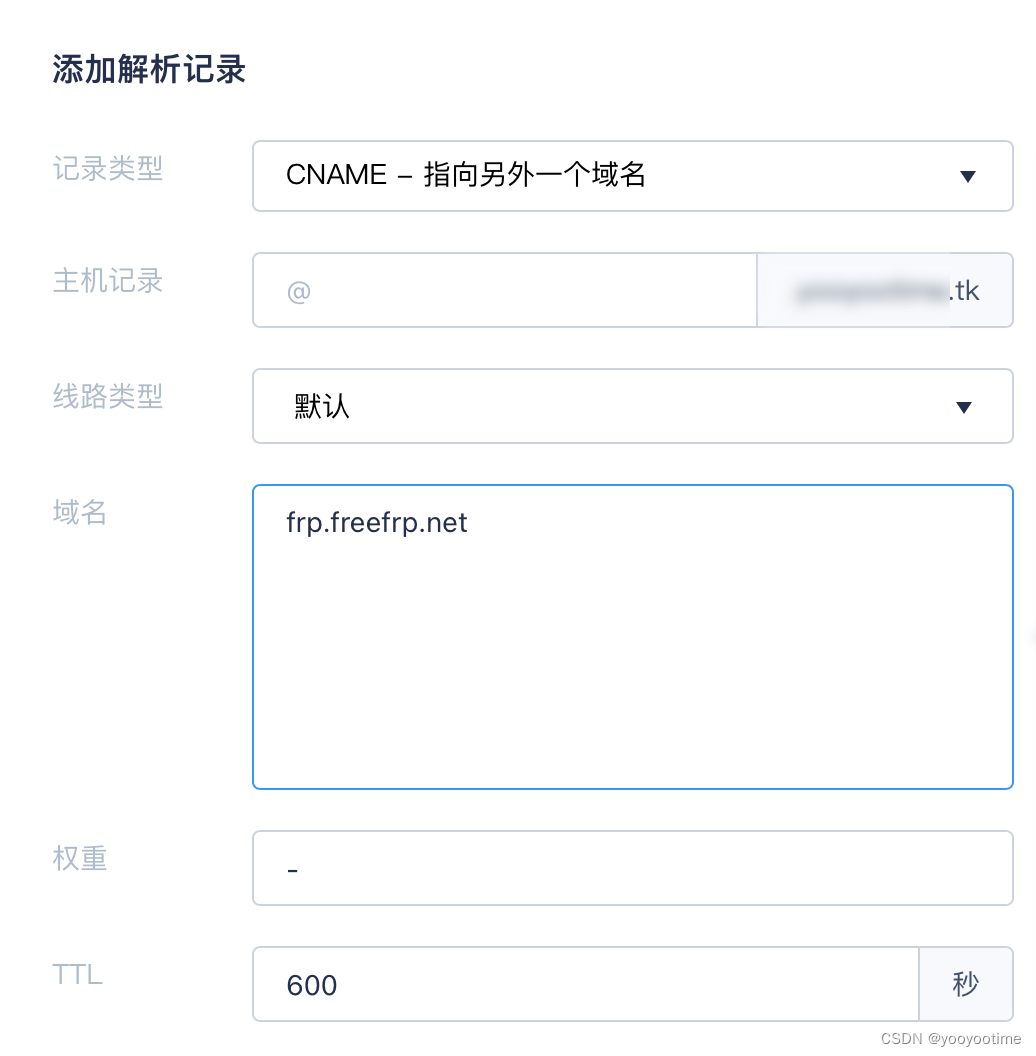 添加解析记录
记录类型
CNAME – 指向另外一个域名
主机记录
@
.tk
线路类型
默认
域名
frp.freefrp.net
权重
-
TTL
600
秒
CSDN @yooyootime